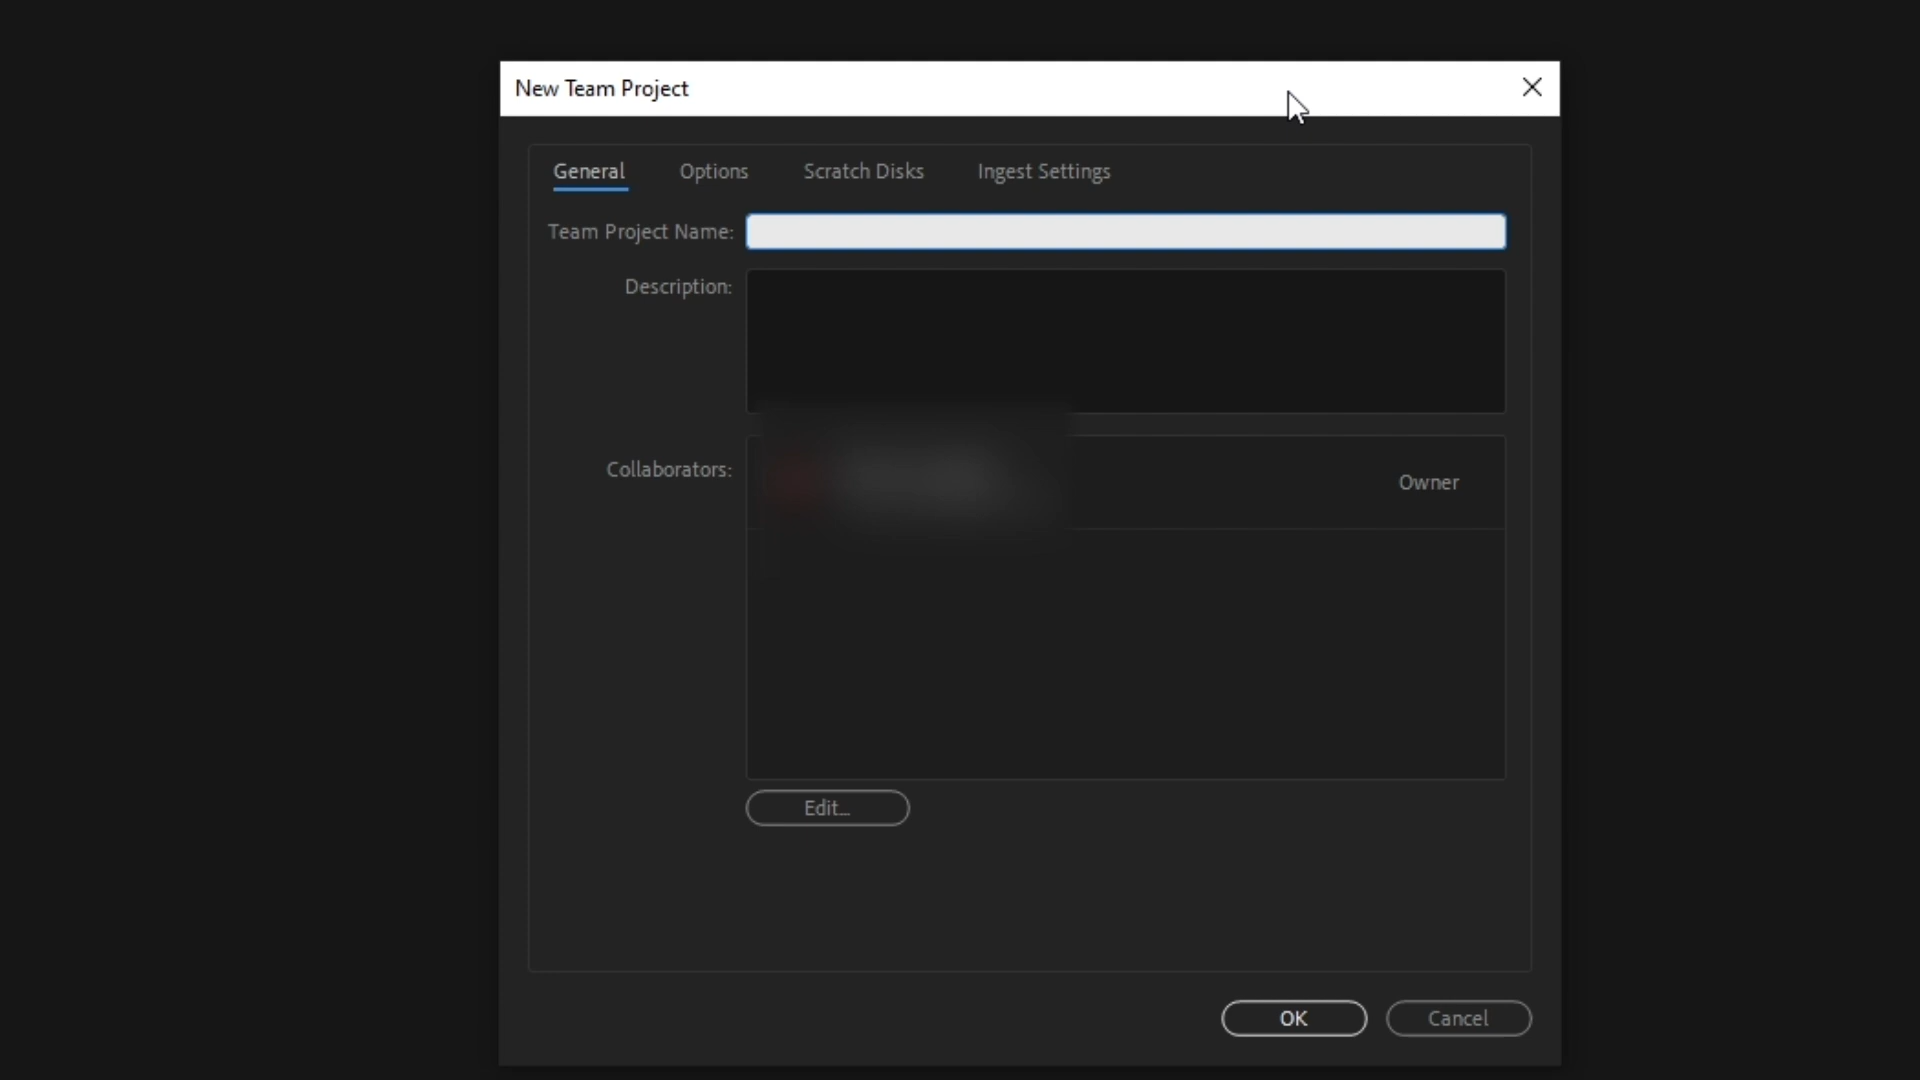 New Team Project
General Options Scratch Disks Ingest Settings
Team Project Name:
Description:
Collaborators:
Owner
Edit...
OK Cancel